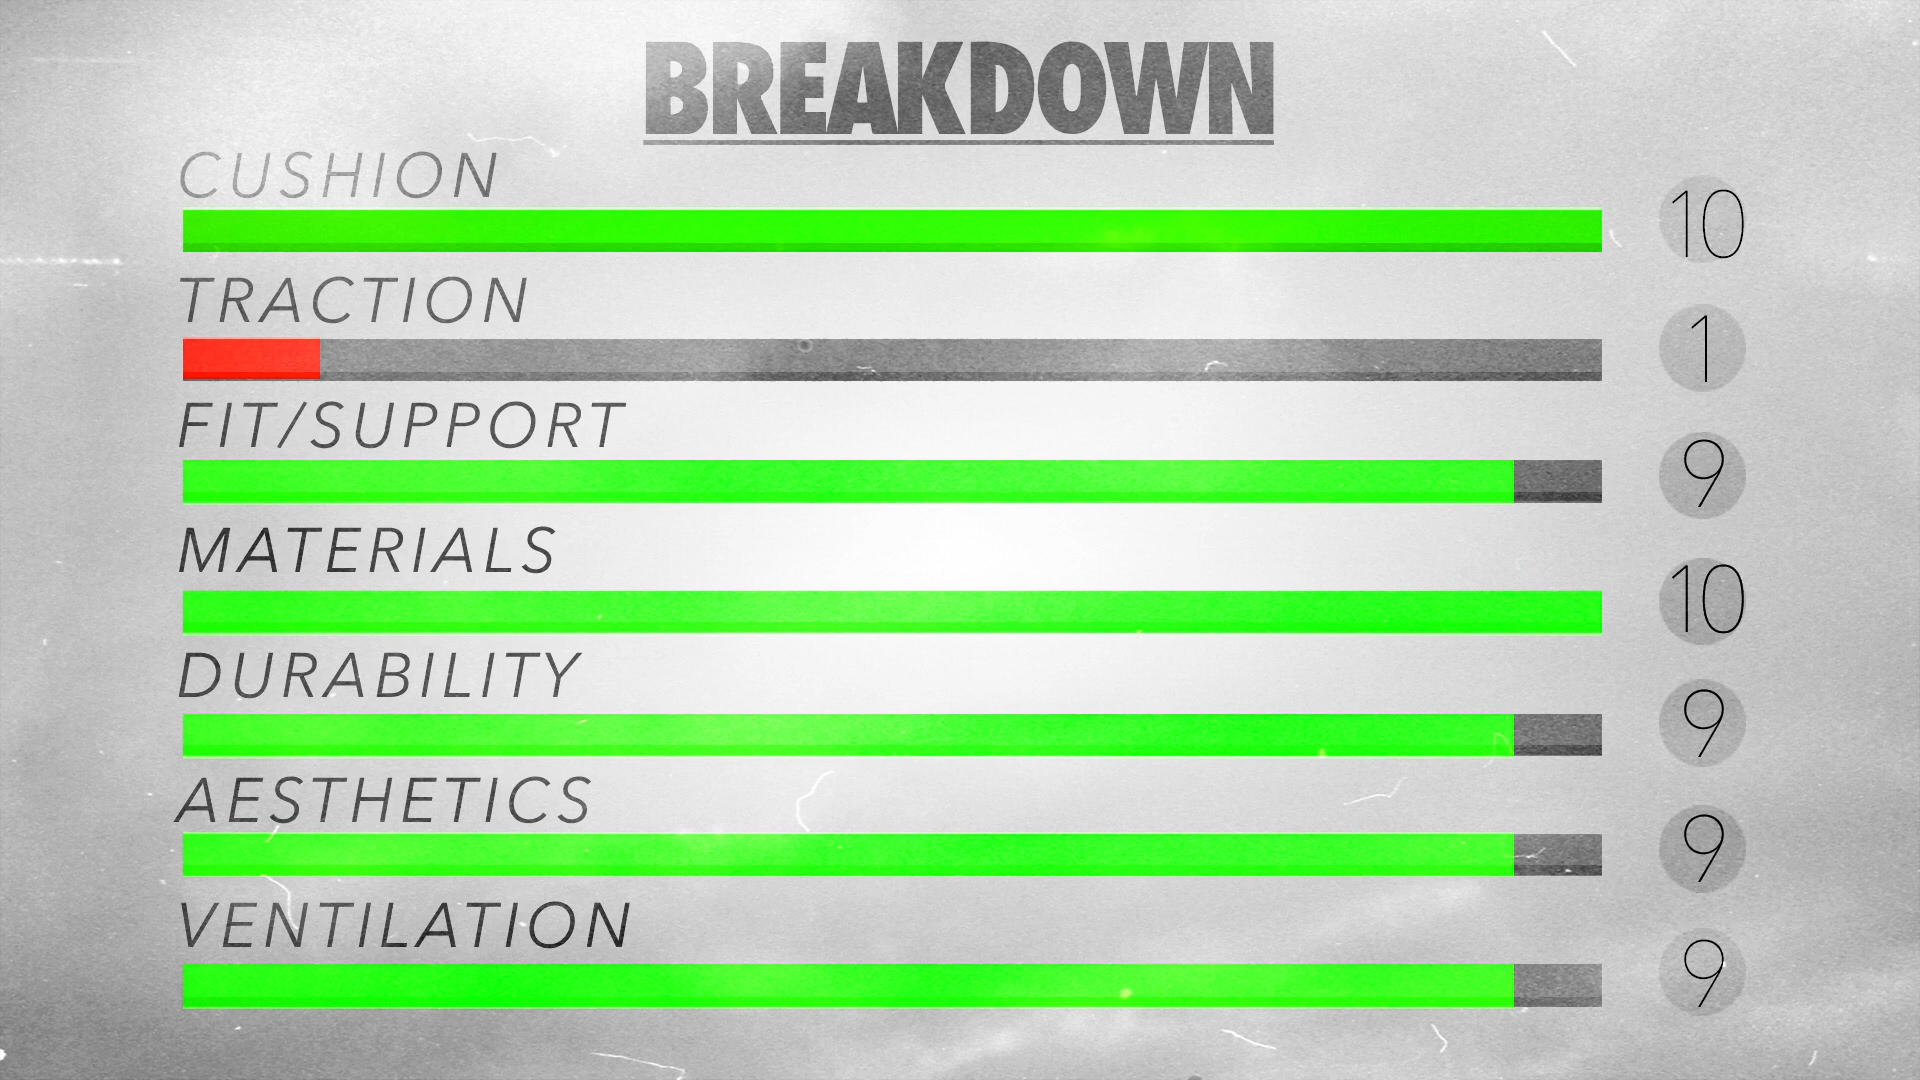 BREAKDOWN
CUSHION
10
TRACTION
1
FIT/SUPPORT
9
MATERIALS
10
DURABILITY
9
AESTHETICS
9
VENTILATION
9